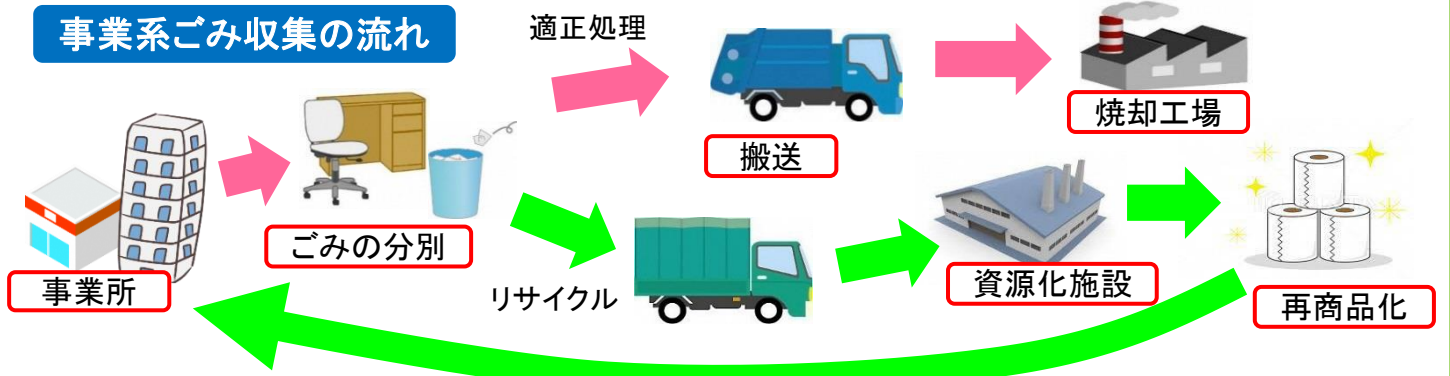 事業系ごみ収集の流れ
適正処理
搬送
焼却工場
事業所
ごみの分別
リサイクル
資源化施設
再商品化